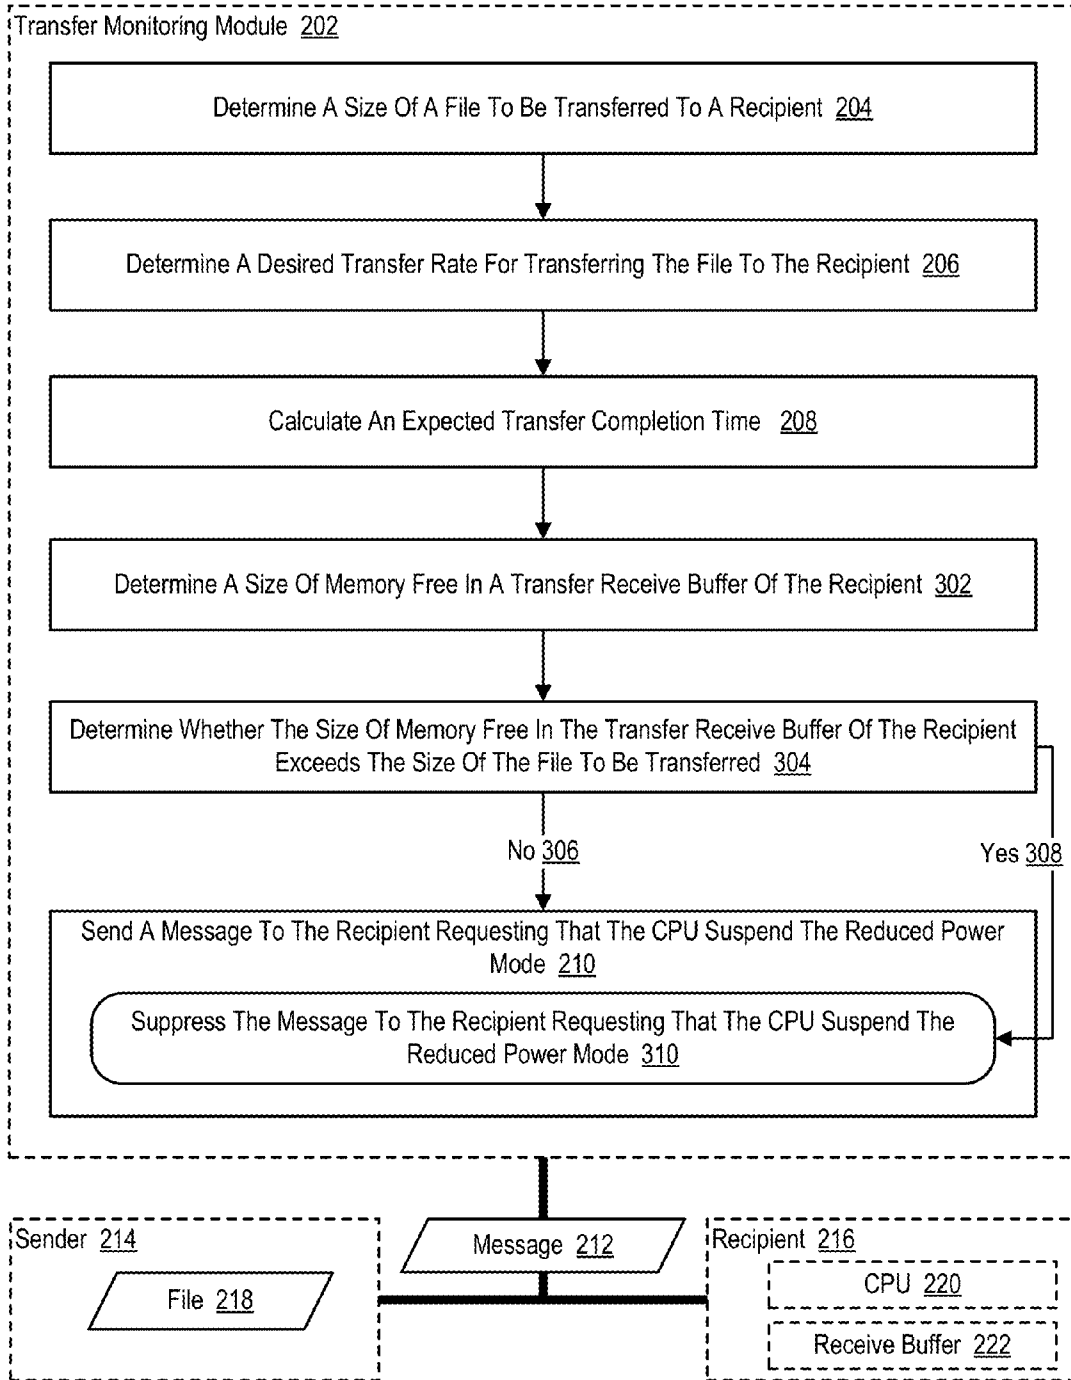 Transfer Monitoring Module 202
Determine A Size Of A File To Be Transferred To A Recipient 204
Determine A Desired Transfer Rate For Transferring The File To The Recipient 206
Calculate An Expected Transfer Completion Time 208
Determine A Size Of Memory Free In A Transfer Receive Buffer Of The Recipient 302
Determine Whether The Size Of Memory Free In The Transfer Receive Buffer Of The Recipient
Exceeds The Size Of The File To Be Transferred 304
No 306
Yes 308
Send A Message To The Recipient Requesting That The CPU Suspend The Reduced Power
Mode 210
Suppress The Message To The Recipient Requesting That The CPU Suspend The
Reduced Power Mode 310
Sender 214
File 218
Message 212
Recipient 216
CPU 220
Receive Buffer 222